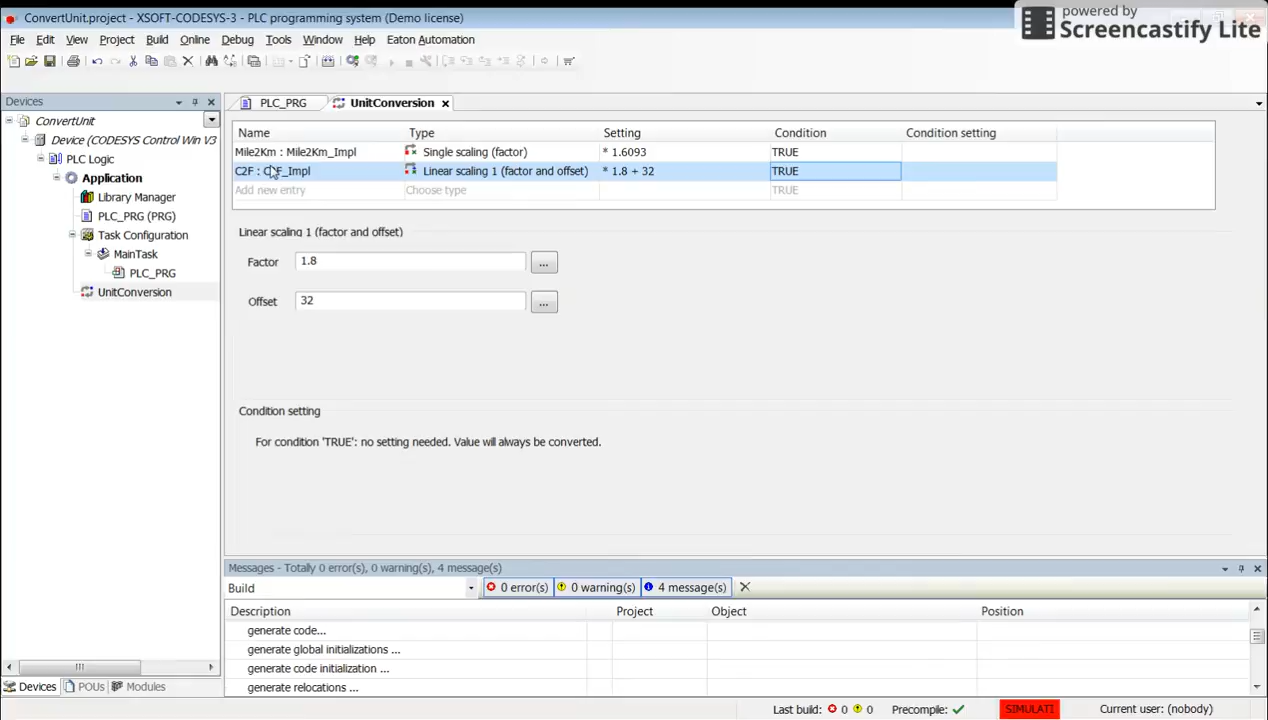 ConvertUnit.project - XSOFT-CODESYS-3 - PLC programming system (Demo license)
powered by
Screencastify Lite
File Edit View Project Build Online Debug Tools Window Help Eaton Automation
Devices
PLC_PRG
UnitConversion
ConvertUnit
Device (CODESYS Control Win V3
PLC Logic
Application
Library Manager
PLC_PRG (PRG)
Task Configuration
MainTask
PLC_PRG
UnitConversion
Name Type Setting Condition Condition setting
Mile2Km : Mile2Km_Impl Single scaling (factor) * 1.6093 TRUE
C2F : C2F_Impl Linear scaling 1 (factor and offset) * 1.8 + 32 TRUE
Add new entry Choose type TRUE
Linear scaling 1 (factor and offset)
Factor 1.8 ...
Offset 32 ...
Condition setting
For condition 'TRUE': no setting needed. Value will always be converted.
Messages - Totally 0 error(s), 0 warning(s), 4 message(s)
Build 0 error(s) 0 warning(s) 4 message(s)
Description Project Object Position
generate code...
generate global initializations ...
generate code initialization ...
generate relocations ...
Devices POUs Modules
Last build: 0 0 Precompile: SIMULATI Current user: (nobody)